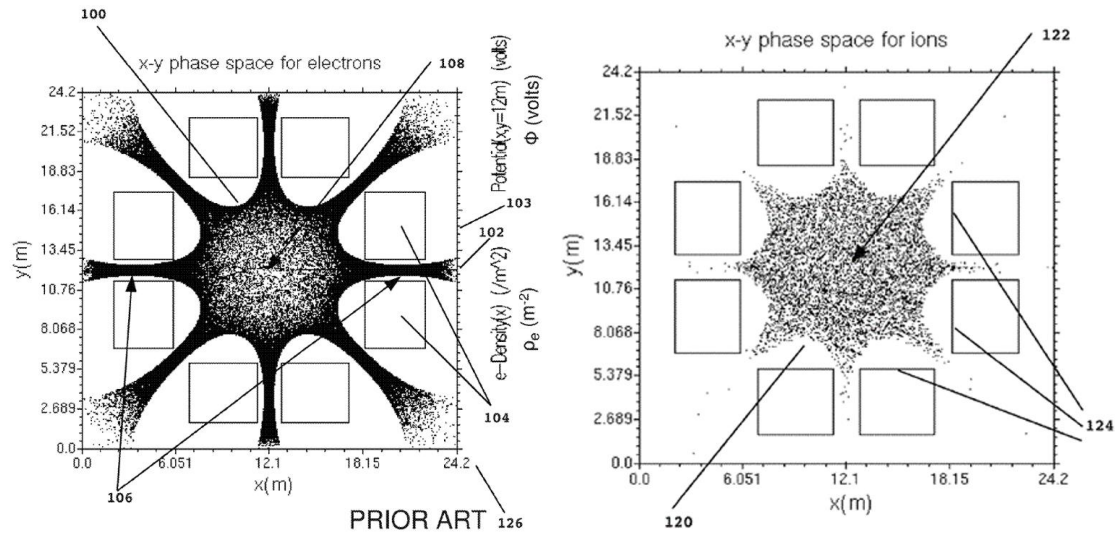 100
x-y phase space for electrons
108
24.2
21.52
18.83
16.14
13.45
10.76
8.068
5.379
2.689
0.0
y(m)
0.0 6.051 12.1 18.15 24.2
x(m)
106
Potential(x,y=12m) (volts)
Φ (volts)
103
102
e-Density(x) (/m^2)
ρe (m-2)
104
PRIOR ART
126
x-y phase space for ions
122
24.2
21.52
18.83
16.14
13.45
10.76
8.068
5.379
2.689
0.0
y(m)
0.0 6.051 12.1 18.15 24.2
x(m)
120
124